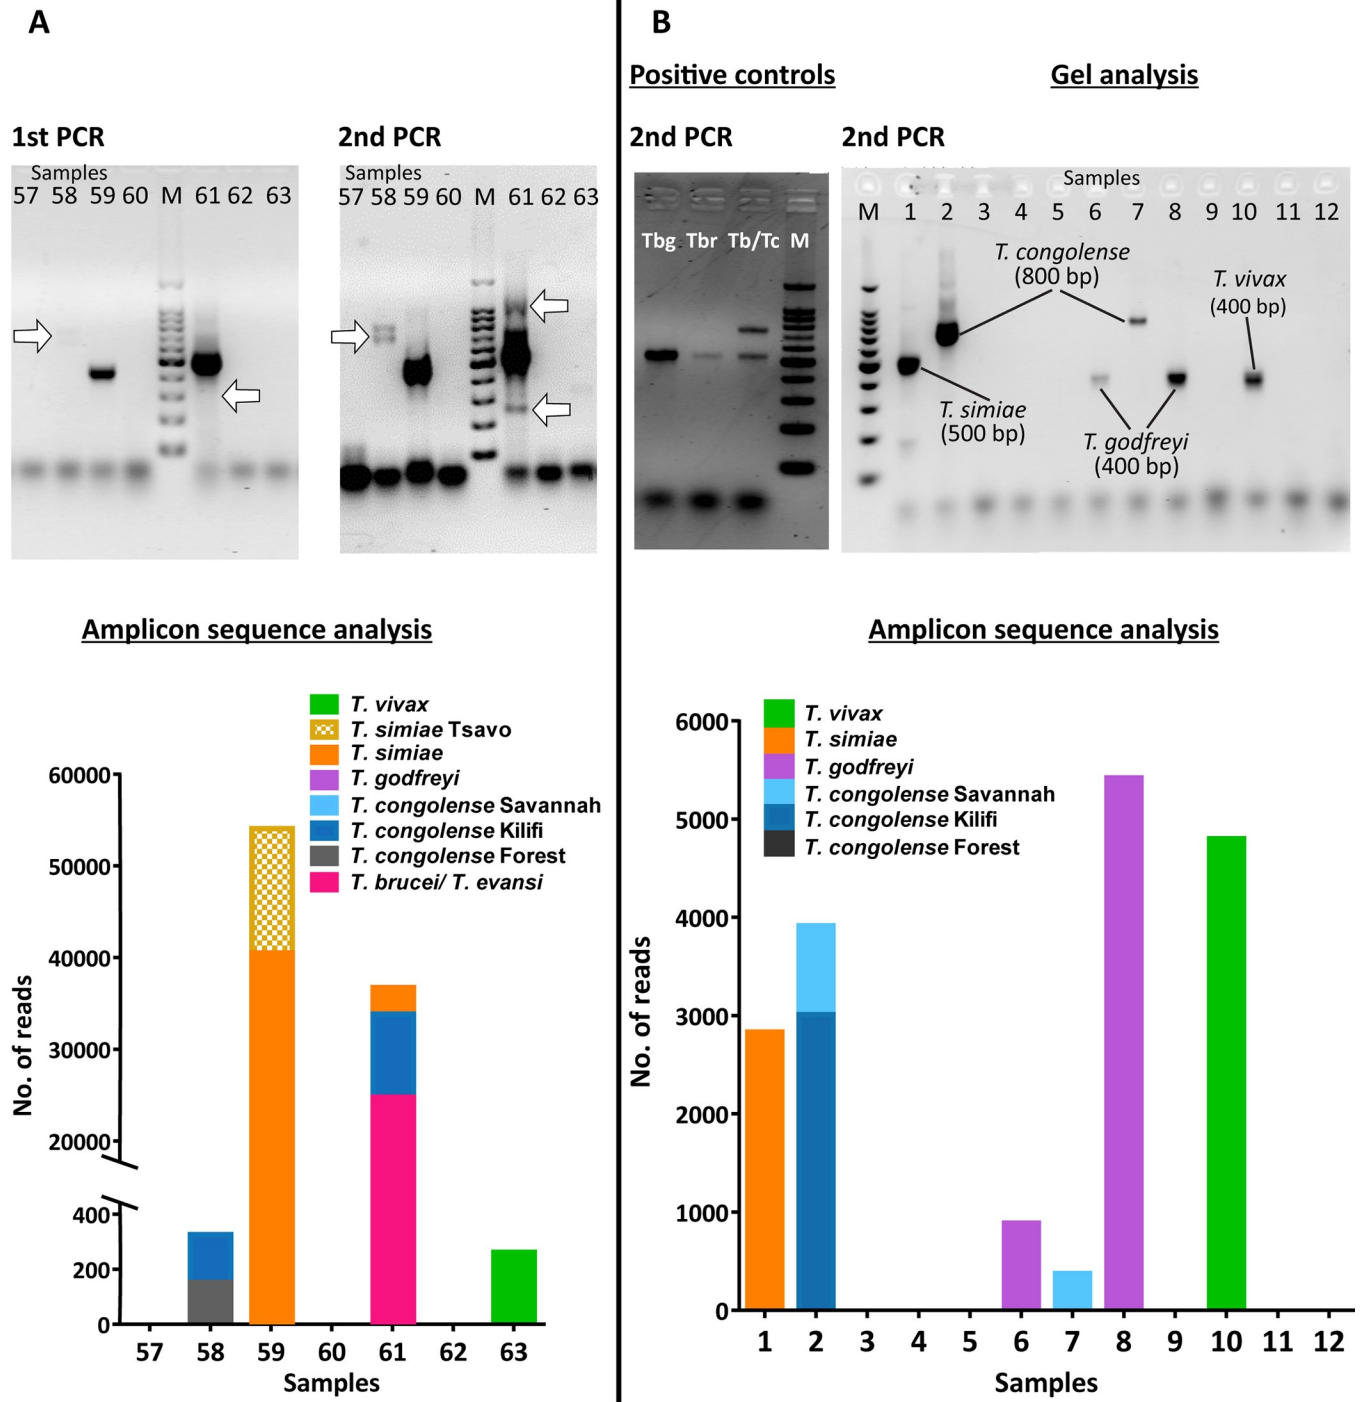 A
1st PCR
Samples
57 58 59 60 M 61 62 63
2nd PCR
Samples
57 58 59 60 M 61 62 63
Amplicon sequence analysis
T. vivax
T. simiae Tsavo
T. simiae
T. godfreyi
T. congolense Savannah
T. congolense Kilifi
T. congolense Forest
T. brucei/ T. evansi
No. of reads
60000
50000
40000
30000
20000
400
200
0
57 58 59 60 61 62 63
Samples
B
Positive controls
2nd PCR
Tbg Tbr Tb/Tc M
Gel analysis
2nd PCR
Samples
M 1 2 3 4 5 6 7 8 9 10 11 12
T. congolense
(800 bp)
T. vivax
(400 bp)
T. simiae
(500 bp)
T. godfreyi
(400 bp)
Amplicon sequence analysis
T. vivax
T. simiae
T. godfreyi
T. congolense Savannah
T. congolense Kilifi
T. congolense Forest
No. of reads
6000
5000
4000
3000
2000
1000
0
1 2 3 4 5 6 7 8 9 10 11 12
Samples